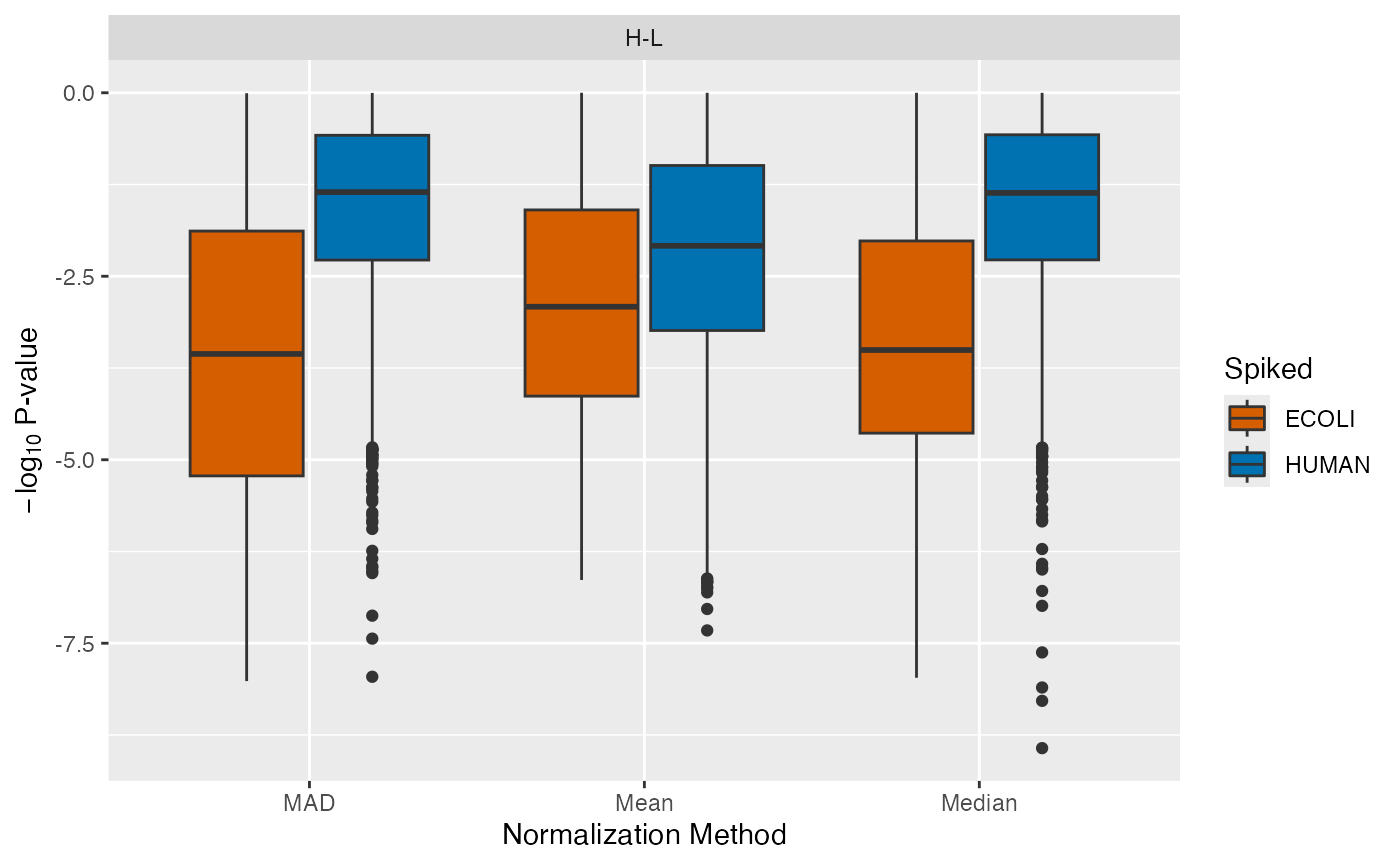 H-L
0.0
-2.5
-5.0
-7.5
−log₁₀ P-value
MAD
Mean
Median
Normalization Method
Spiked
ECOLI
HUMAN